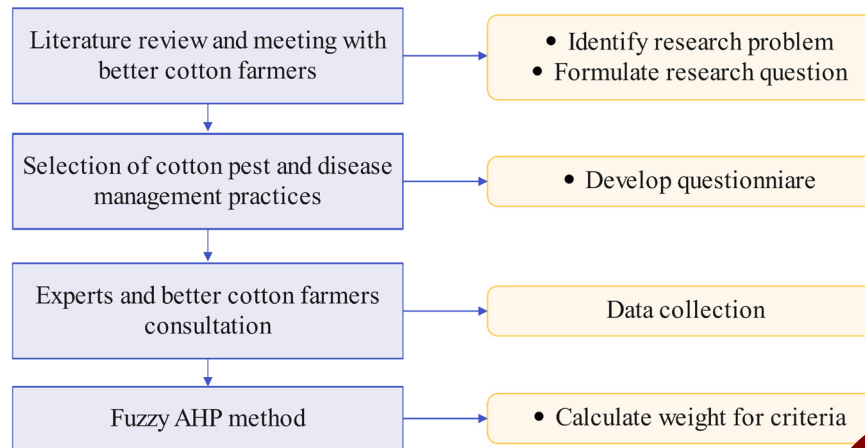 Literature review and meeting with
better cotton farmers
• Identify research problem
• Formulate research question
Selection of cotton pest and disease
management practices
• Develop questionniare
Experts and better cotton farmers
consultation
Data collection
Fuzzy AHP method
• Calculate weight for criteria